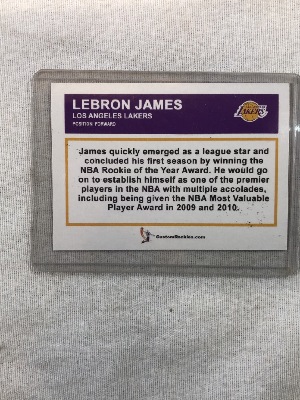 LEBRON JAMES
LOS ANGELES LAKERS
POSITION: FORWARD
LAKERS
James quickly emerged as a league star and
concluded his first season by winning the
NBA Rookie of the Year Award. He would go
on to establish himself as one of the premier
players in the NBA with multiple accolades,
including being given the NBA Most Valuable
Player Award in 2009 and 2010.
CustomRookies.com